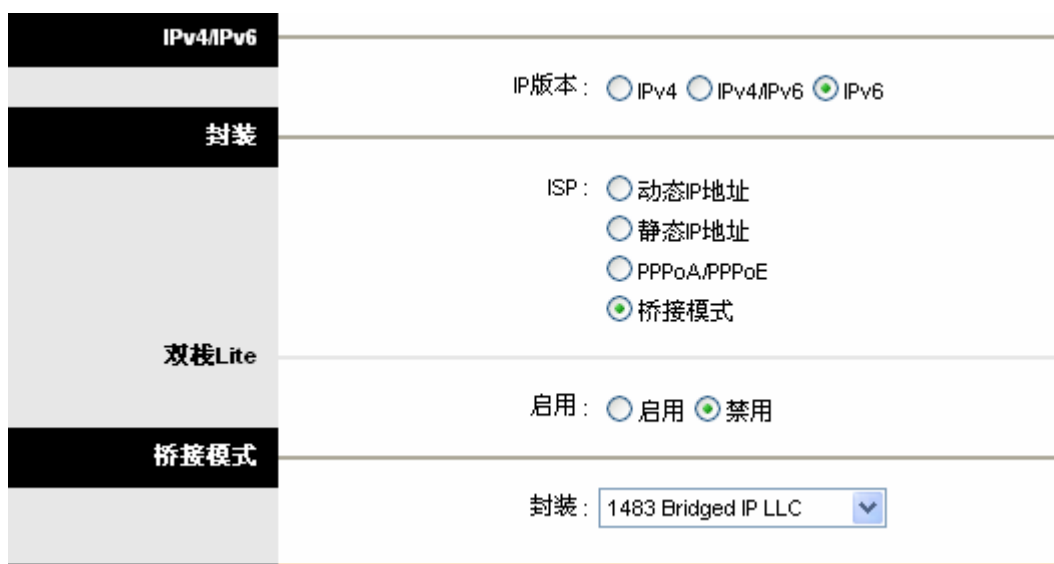 IPv4/IPv6
IP版本: IPv4 IPv4/IPv6 IPv6
封装
ISP: 动态IP地址
静态IP地址
PPPoA/PPPoE
桥接模式
双栈Lite
启用: 启用 禁用
桥接模式
封装: 1483 Bridged IP LLC